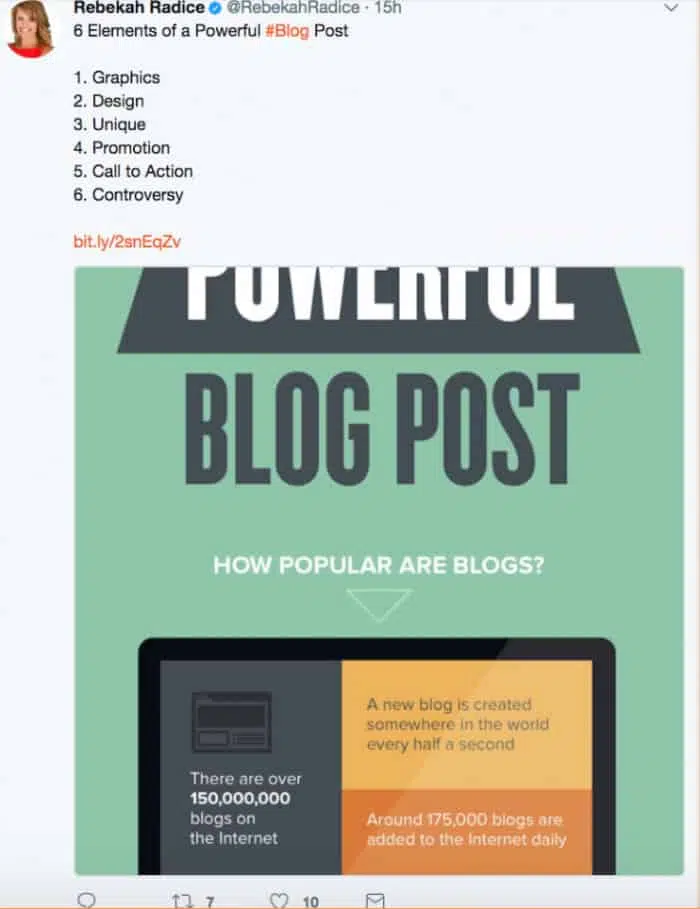 Rebekah Radice @RebekahRadice · 15h
6 Elements of a Powerful #Blog Post
1. Graphics
2. Design
3. Unique
4. Promotion
5. Call to Action
6. Controversy
bit.ly/2snEqZv
POWERFUL
BLOG POST
HOW POPULAR ARE BLOGS?
There are over
150,000,000
blogs on
the Internet
A new blog is created
somewhere in the world
every half a second
Around 175,000 blogs are
added to the Internet daily
7
10